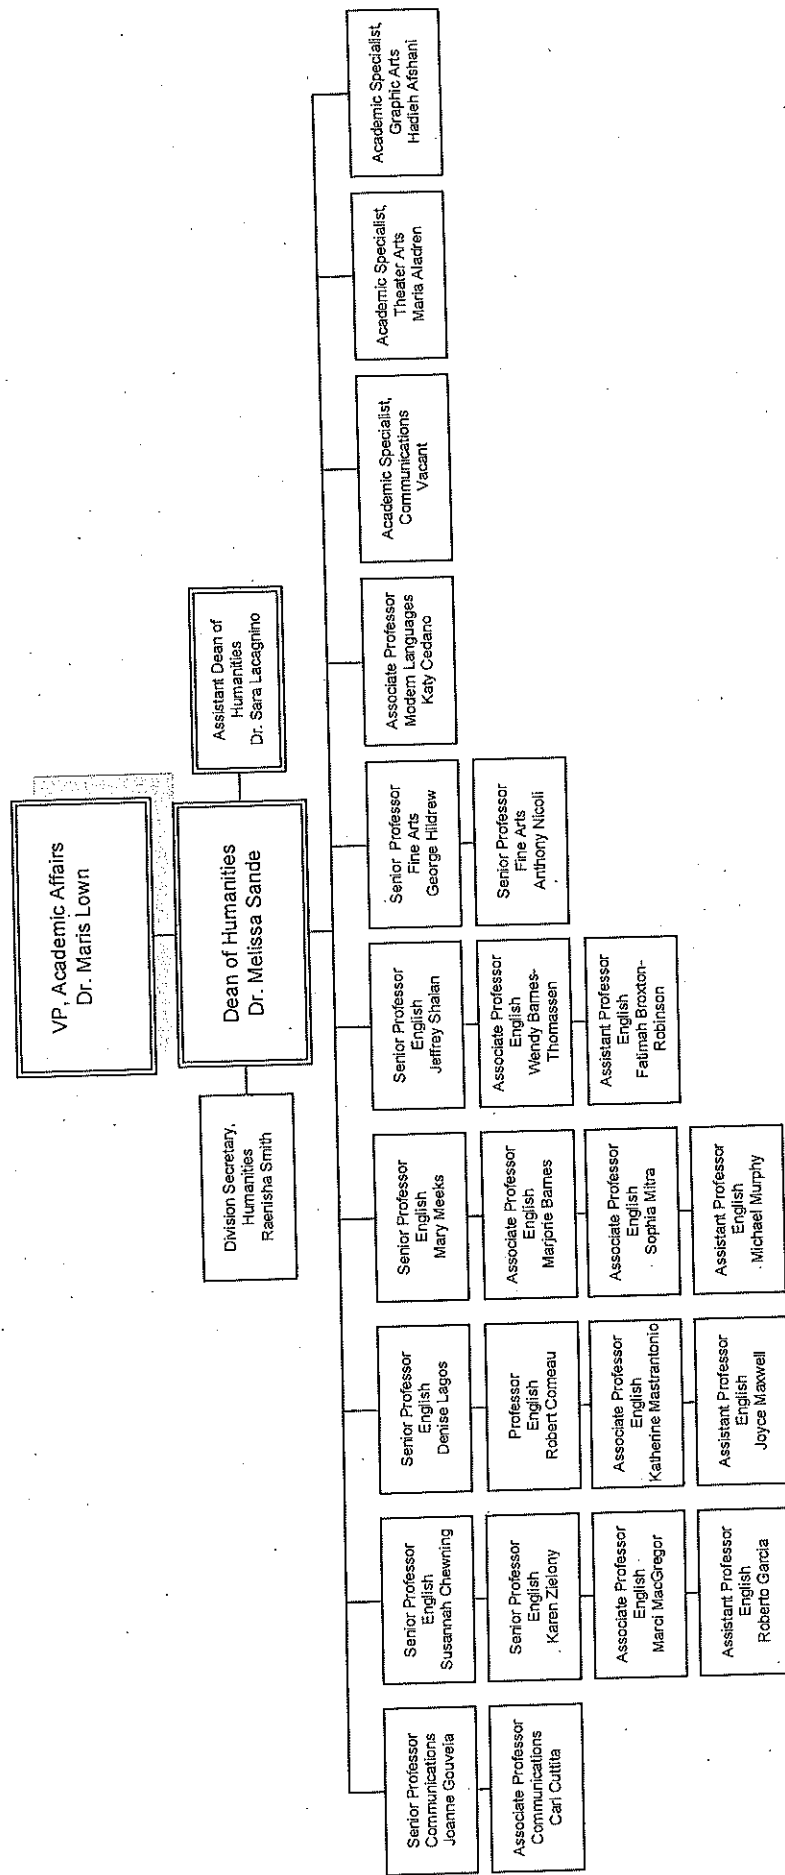 VP, Academic Affairs
Dr. Maris Lown
Division Secretary,
Humanities
Raenisha Smith
Dean of Humanities
Dr. Melissa Sande
Assistant Dean of
Humanities
Dr. Sara Lacagnino
Senior Professor
Communications
Joanne Gouveia
Associate Professor
Communications
Carl Cuttita
Senior Professor
English
Susannah Chewning
Senior Professor
English
Karen Zielony
Associate Professor
English
Marci MacGregor
Assistant Professor
English
Roberto Garcia
Senior Professor
English
Denise Lagos
Professor
English
Robert Comeau
Associate Professor
English
Katherine Mastrantonio
Assistant Professor
English
Joyce Maxwell
Senior Professor
English
Mary Meeks
Associate Professor
English
Marjorie Barnes
Associate Professor
English
Sophia Mitra
Assistant Professor
English
Michael Murphy
Senior Professor
English
Jeffrey Shalan
Associate Professor
English
Wendy Barnes-
Thomassen
Assistant Professor
English
Fatimah Broxton-
Robinson
Senior Professor
Fine Arts
George Hildrew
Senior Professor
Fine Arts
Anthony Nicoli
Associate Professor
Modern Languages
Katy Cedano
Academic Specialist,
Communications
Vacant
Academic Specialist,
Theater Arts
Maria Aladren
Academic Specialist,
Graphic Arts
Hadieh Afshani